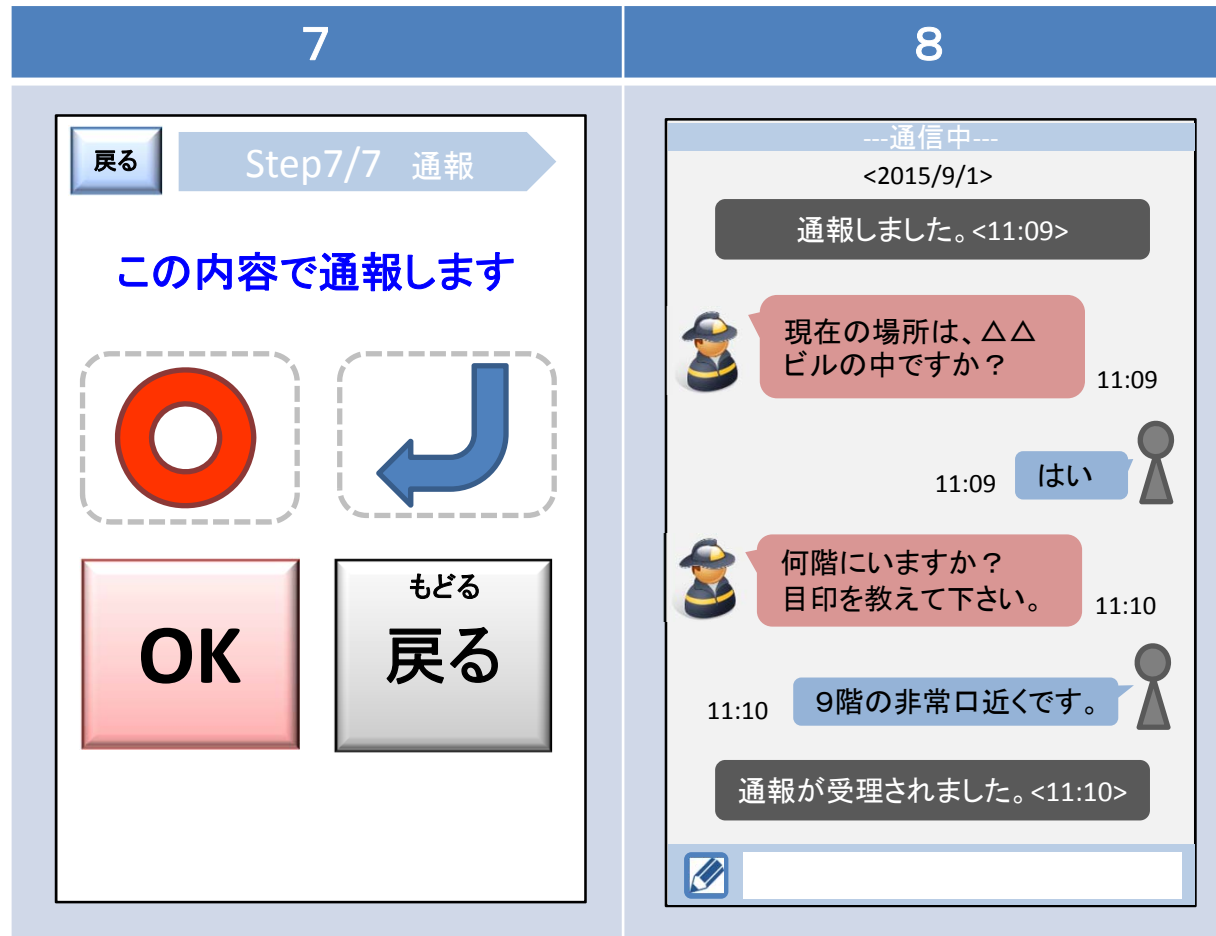 7
8
戻る
Step7/7 通報
この内容で通報します
OK
もどる
戻る
---通信中---
<2015/9/1>
通報しました。<11:09>
現在の場所は、△△
ビルの中ですか？
11:09
はい
11:09
何階にいますか？
目印を教えて下さい。
11:10
９階の非常口近くです。
11:10
通報が受理されました。<11:10>